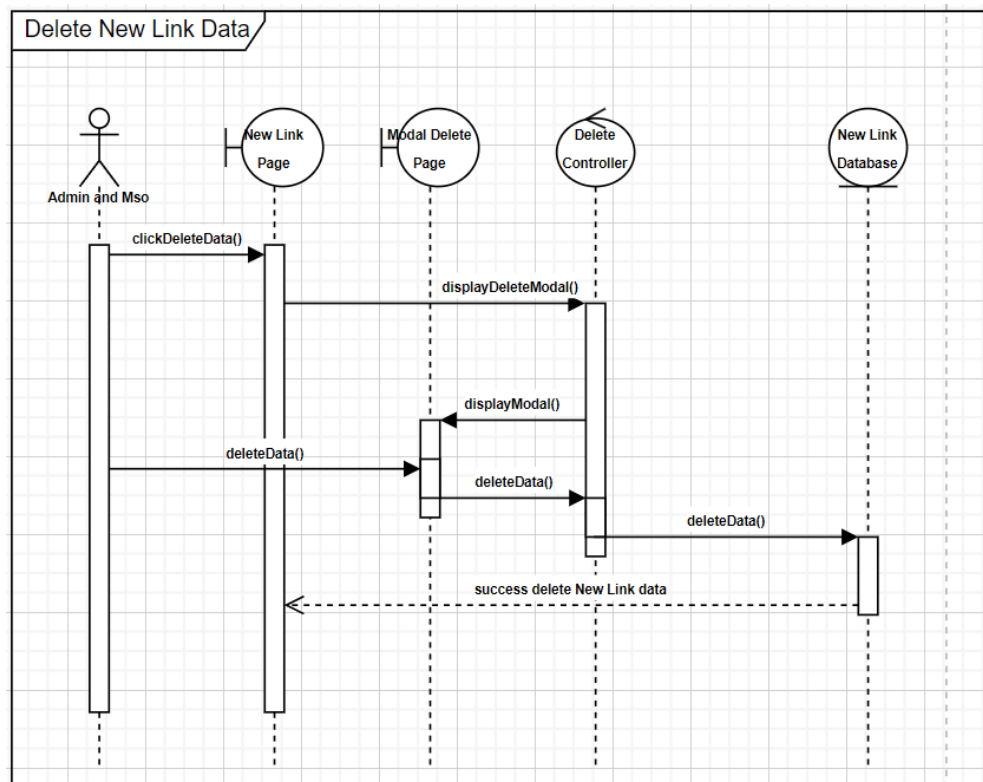 Delete New Link Data
New Link
Page
Modal Delete
Page
Delete
Controller
New Link
Database
Admin and Mso
clickDeleteData()
displayDeleteModal()
displayModal()
deleteData()
deleteData()
deleteData()
success delete New Link data